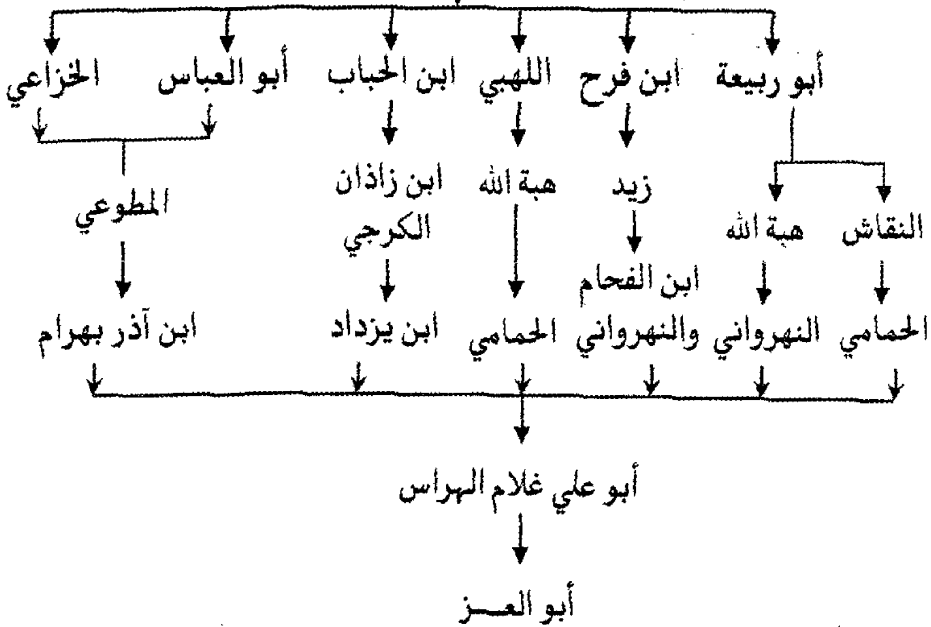 أبو ربيعة ابن فرح اللهبي ابن الحباب أبو العباس الخزاعي
زيد هبة الله ابن زاذان
المطوعي
النقاش هبة الله الكرجي
ابن الفحام
الحمامي النهرواني والنهرواني الحمامي ابن يزداد ابن آذر بهرام
أبو علي غلام الهراس
أبو العـــز